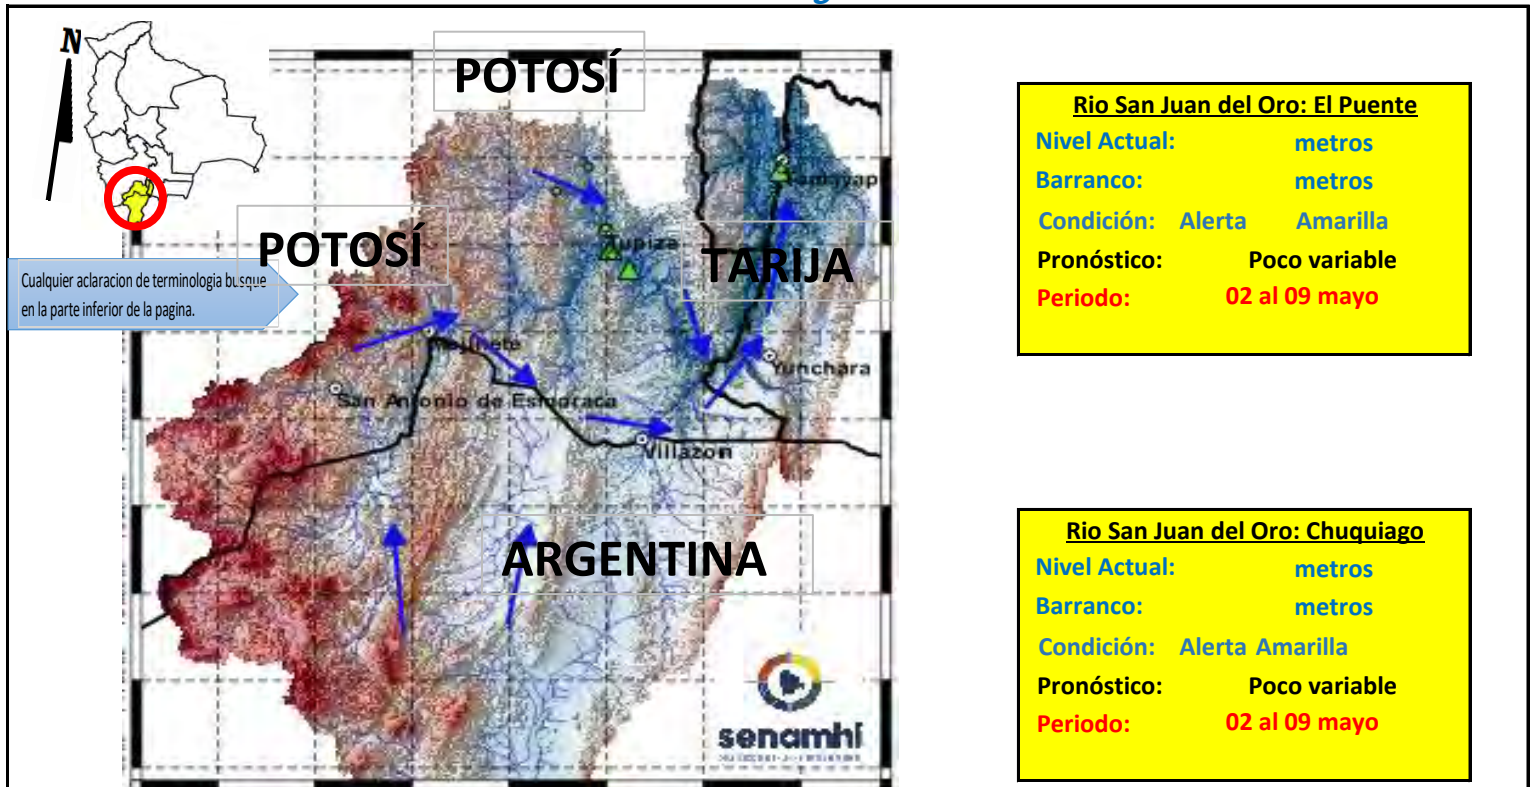 N
POTOSÍ
POTOSÍ
TARIJA
Tupiza
Cualquier aclaracion de terminologia busque
en la parte inferior de la pagina.
Mojinete
Yunchara
San Antonio de Esmoraca
Villazon
ARGENTINA
senamhi
Rio San Juan del Oro: El Puente
Nivel Actual: metros
Barranco: metros
Condición: Alerta Amarilla
Pronóstico: Poco variable
Periodo: 02 al 09 mayo
Rio San Juan del Oro: Chuquiago
Nivel Actual: metros
Barranco: metros
Condición: Alerta Amarilla
Pronóstico: Poco variable
Periodo: 02 al 09 mayo